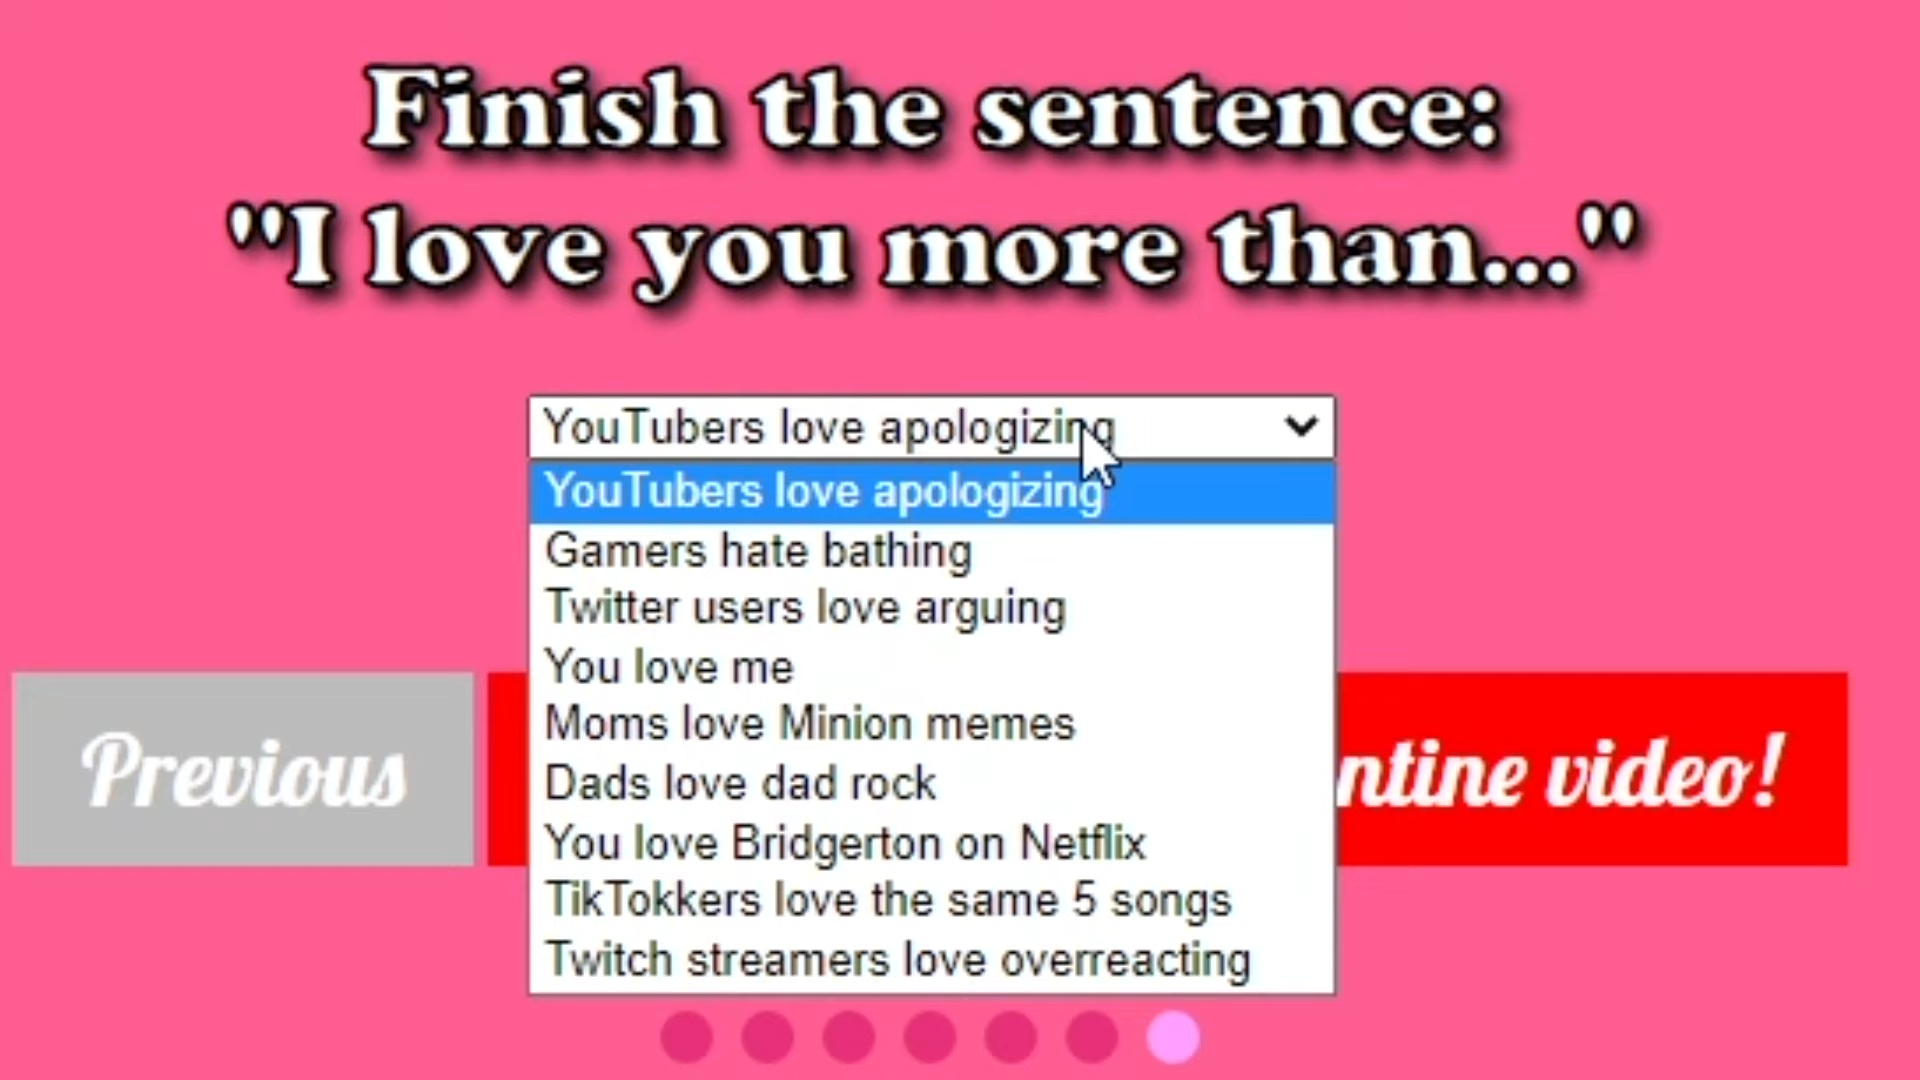 Finish the sentence:
"I love you more than..."
YouTubers love apologizing
YouTubers love apologizing
Gamers hate bathing
Twitter users love arguing
You love me
Moms love Minion memes
Dads love dad rock
You love Bridgerton on Netflix
TikTokkers love the same 5 songs
Twitch streamers love overreacting
Previous
ntine video!